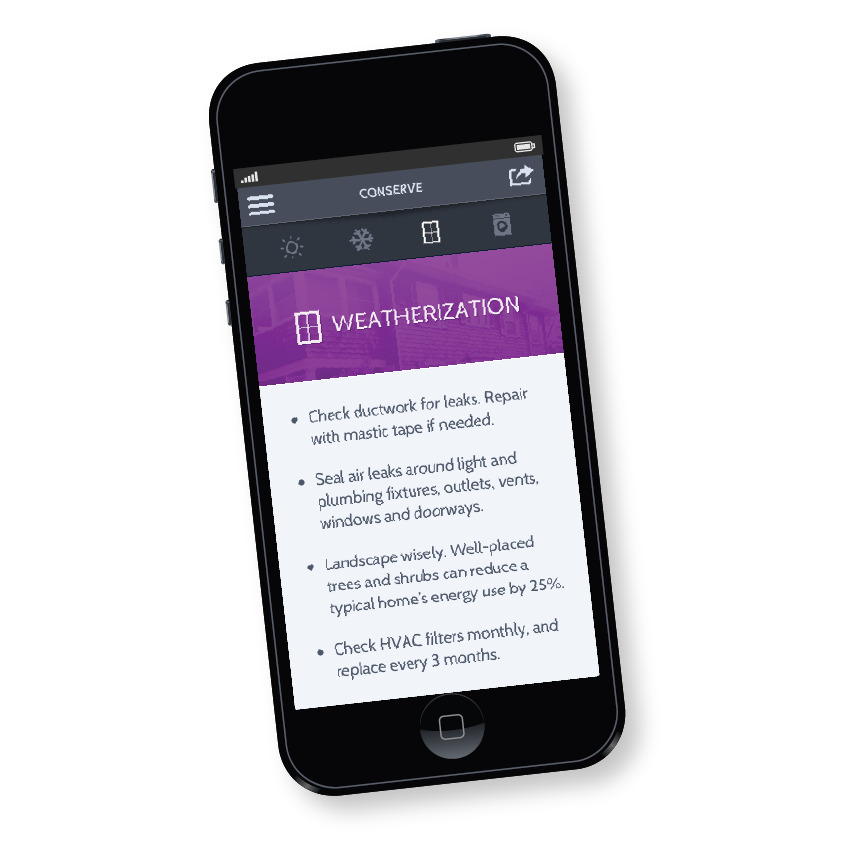 CONSERVE
WEATHERIZATION
• Check ductwork for leaks. Repair
with mastic tape if needed.
• Seal air leaks around light and
plumbing fixtures, outlets, vents,
windows and doorways.
• Landscape wisely. Well-placed
trees and shrubs can reduce a
typical home's energy use by 25%.
• Check HVAC filters monthly, and
replace every 3 months.